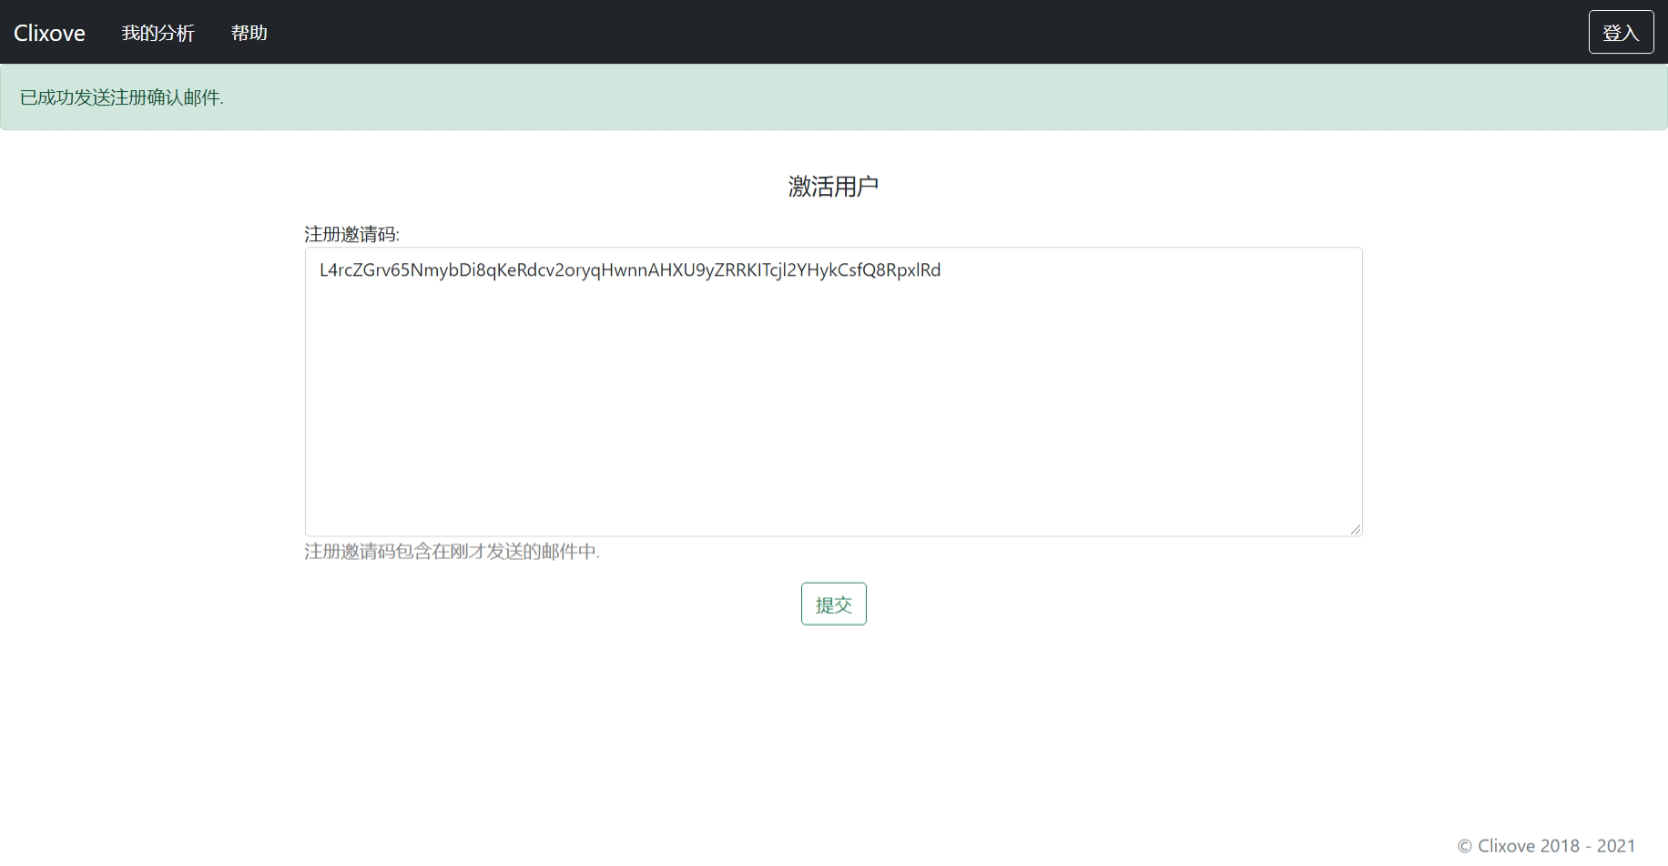 Clixove 我的分析 帮助 登入
已成功发送注册确认邮件.
激活用户
注册邀请码:
L4rcZGrv65NmybDi8qKeRdcv2oryqHwnnAHXU9yZRRKITcjl2YHykCsfQ8RpxlRd
注册邀请码包含在刚才发送的邮件中.
提交
© Clixove 2018 - 2021